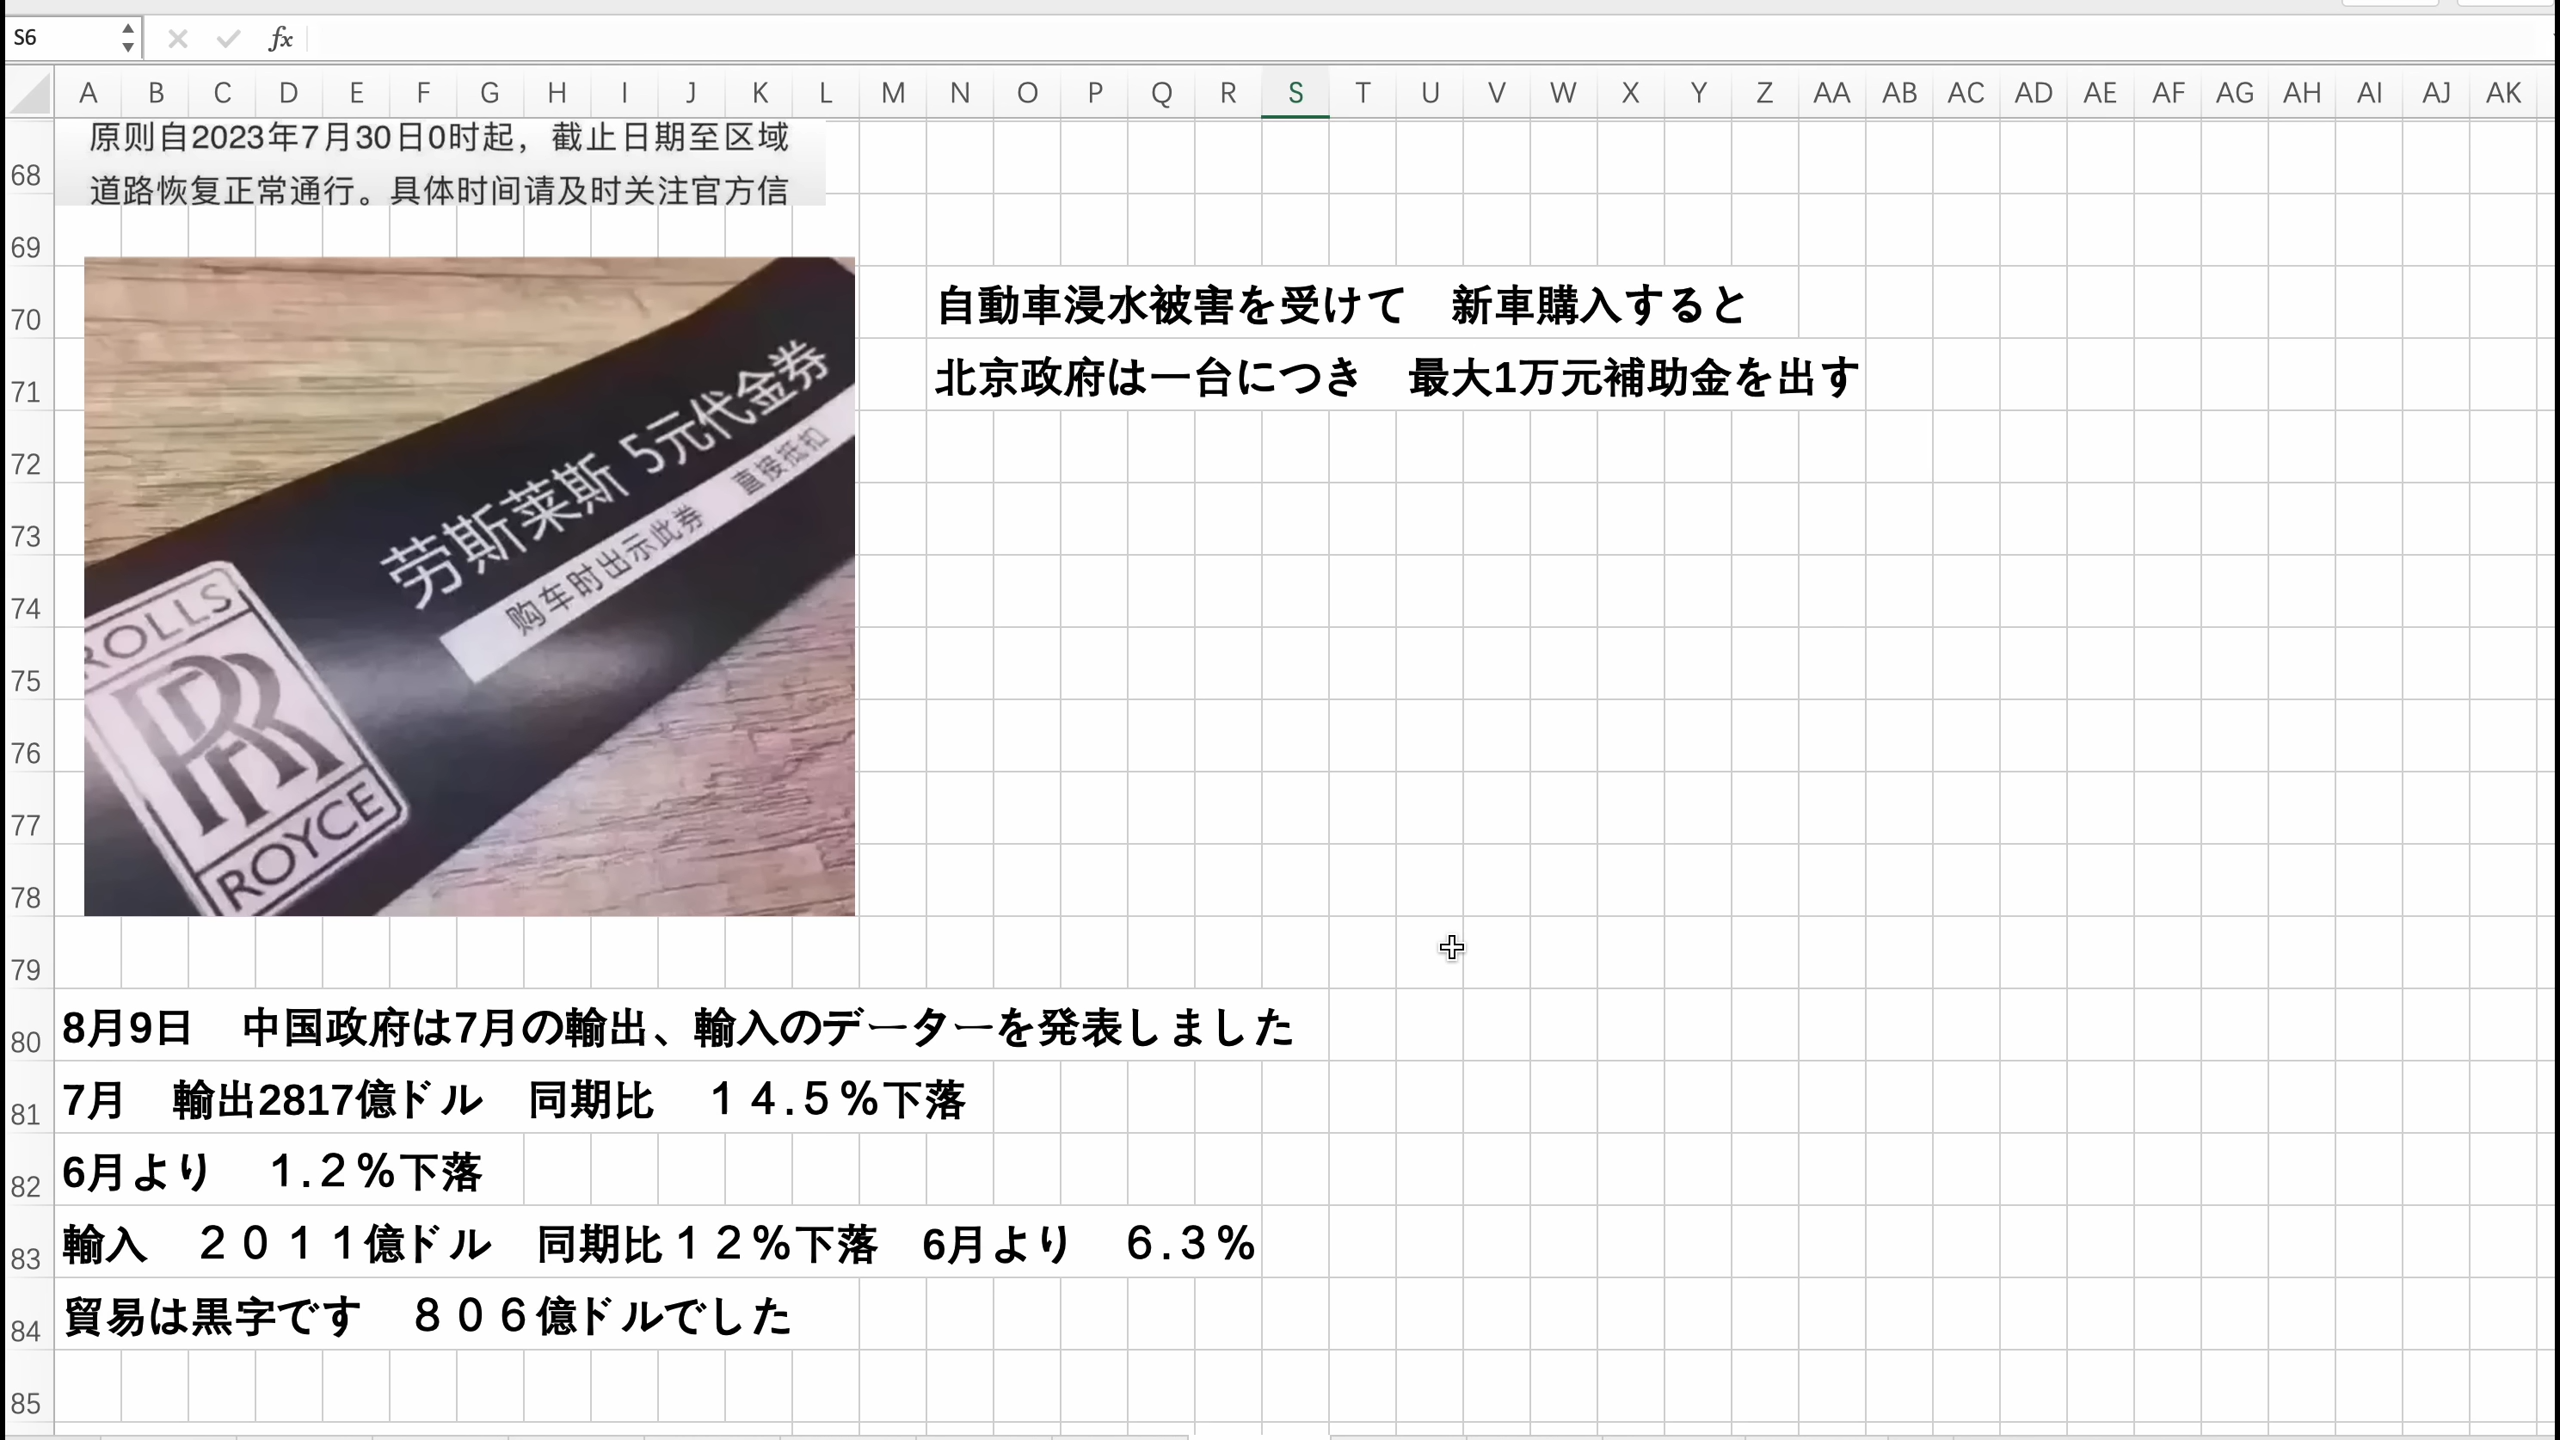 S6
fx
A B C D E F G H I J K L M N O P Q R S T U V W X Y Z AA AB AC AD AE AF AG AH AI AJ AK
原则自2023年7月30日0时起，截止日期至区域
68
道路恢复正常通行。具体时间请及时关注官方信
69
70
自動車浸水被害を受けて　新車購入すると
71
北京政府は一台につき　最大1万元補助金を出す
劳斯莱斯 5元代金券
购车时出示此券 直接抵扣
ROLLS
RR
ROYCE
72
73
74
75
76
77
78
79
80
8月9日　中国政府は7月の輸出、輸入のデーターを発表しました
81
7月　輸出2817億ドル　同期比　１４.５％下落
82
6月より　１.２％下落
83
輸入　２０１１億ドル　同期比１２％下落　6月より　６.３％
84
貿易は黒字です　８０６億ドルでした
85